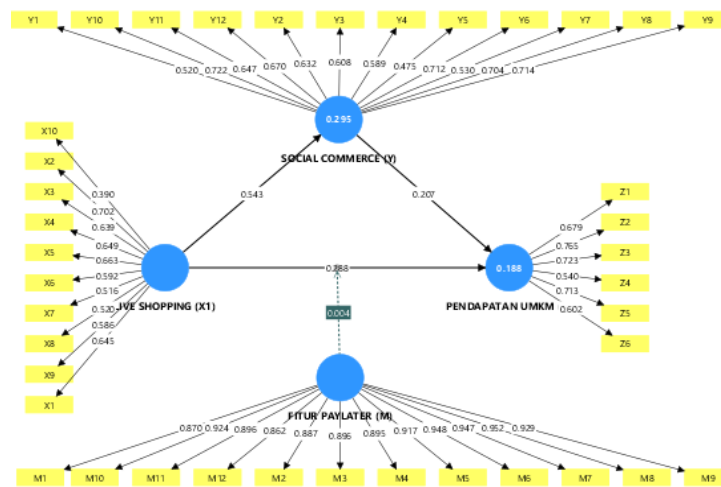 Y1 Y10 Y11 Y12 Y2 Y3 Y4 Y5 Y6 Y7 Y8 Y9
0.520 0.722 0.647 0.670 0.632 0.608 0.589 0.475 0.712 0.530 0.704 0.714
0.295
SOCIAL COMMERCE (Y)
X10
X2
X3
X4
X5
X6
X7
X8
X9
X1
0.390
0.702
0.639
0.649
0.663
0.592
0.516
0.520
0.586
0.645
LIVE SHOPPING (X1)
0.543
0.207
0.004
0.188
PENDAPATAN UMKM
0.679
0.765
0.723
0.540
0.713
0.602
Z1
Z2
Z3
Z4
Z5
Z6
FITUR PAYLATER (M)
0.870 0.924 0.896 0.862 0.887 0.895 0.917 0.948 0.947 0.952 0.929
M1 M10 M11 M12 M2 M3 M4 M5 M6 M7 M8 M9